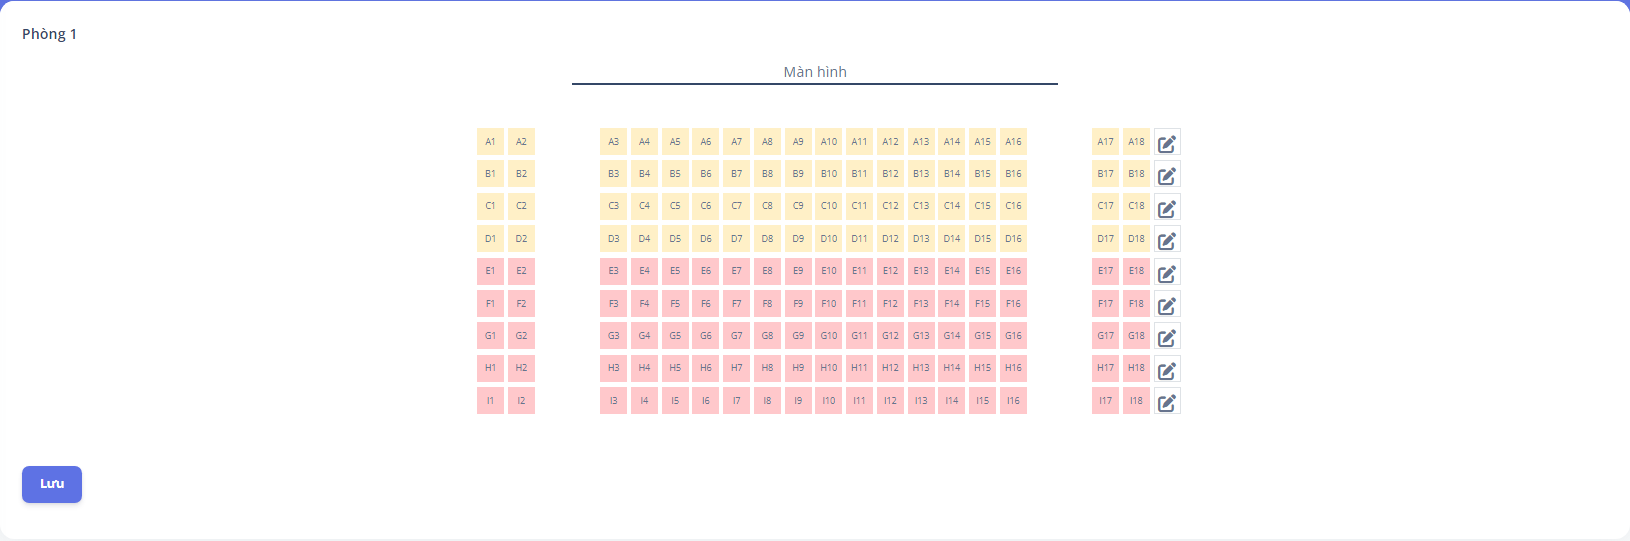 Phòng 1
Màn hình
A1 A2 A3 A4 A5 A6 A7 A8 A9 A10 A11 A12 A13 A14 A15 A16 A17 A18
B1 B2 B3 B4 B5 B6 B7 B8 B9 B10 B11 B12 B13 B14 B15 B16 B17 B18
C1 C2 C3 C4 C5 C6 C7 C8 C9 C10 C11 C12 C13 C14 C15 C16 C17 C18
D1 D2 D3 D4 D5 D6 D7 D8 D9 D10 D11 D12 D13 D14 D15 D16 D17 D18
E1 E2 E3 E4 E5 E6 E7 E8 E9 E10 E11 E12 E13 E14 E15 E16 E17 E18
F1 F2 F3 F4 F5 F6 F7 F8 F9 F10 F11 F12 F13 F14 F15 F16 F17 F18
G1 G2 G3 G4 G5 G6 G7 G8 G9 G10 G11 G12 G13 G14 G15 G16 G17 G18
H1 H2 H3 H4 H5 H6 H7 H8 H9 H10 H11 H12 H13 H14 H15 H16 H17 H18
I1 I2 I3 I4 I5 I6 I7 I8 I9 I10 I11 I12 I13 I14 I15 I16 I17 I18
Lưu